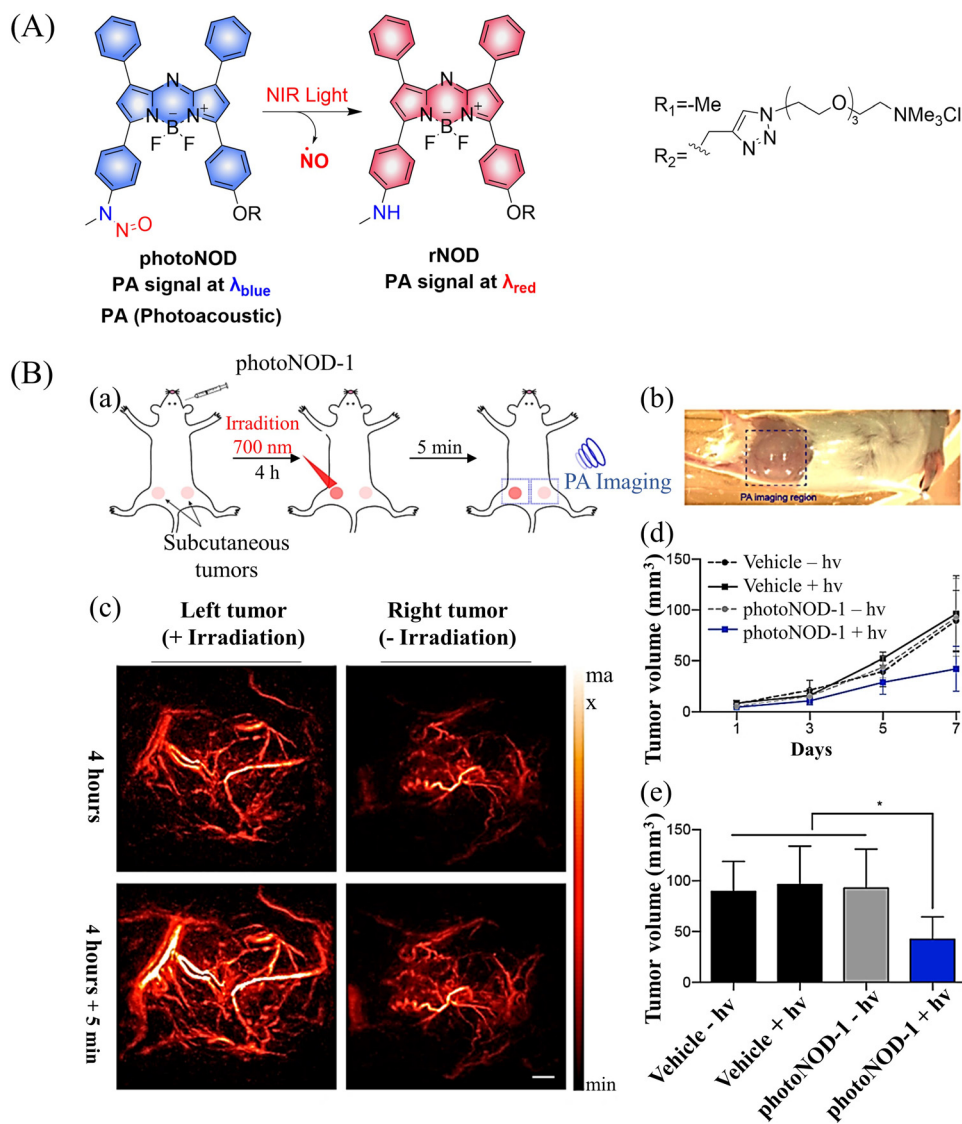 (A)
N
N
N
B
F
F
N
N=O
OR
NIR Light
NO
N
N
N
B
F
F
NH
OR
photoNOD
PA signal at λblue
PA (Photoacoustic)
rNOD
PA signal at λred
R1=-Me
R2=
N
N
N
O
3
NMe3Cl
(B)
photoNOD-1
(a)
Irradition
700 nm
4 h
5 min
PA Imaging
Subcutaneous
tumors
(b)
PA imaging region
(c)
Left tumor
(+ Irradiation)
Right tumor
(- Irradiation)
4 hours
4 hours + 5 min
ma
x
min
(d)
Tumor volume (mm3)
150
100
50
0
Vehicle – hv
Vehicle + hv
photoNOD-1 – hv
photoNOD-1 + hv
1
3
5
7
Days
(e)
Tumor volume (mm3)
150
100
50
0
*
Vehicle - hv
Vehicle + hv
photoNOD-1 - hv
photoNOD-1 + hv